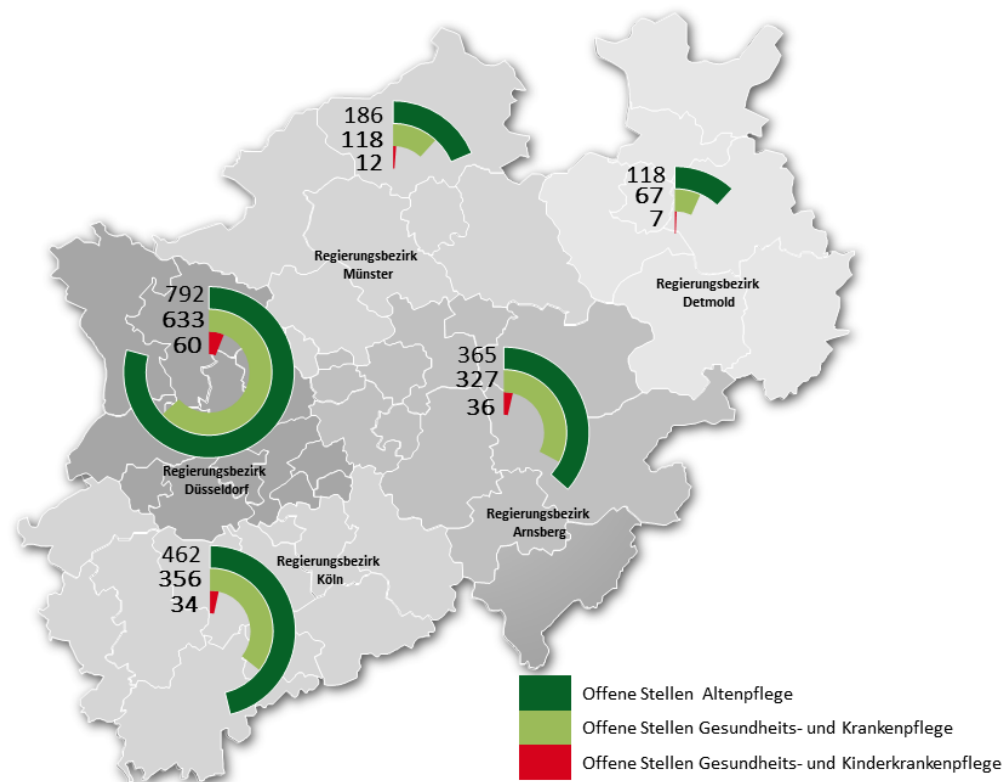 186
118
12
Regierungsbezirk
Münster
118
67
7
Regierungsbezirk
Detmold
792
633
60
Regierungsbezirk
Düsseldorf
365
327
36
Regierungsbezirk
Arnsberg
462
356
34
Regierungsbezirk
Köln
Offene Stellen Altenpflege
Offene Stellen Gesundheits- und Krankenpflege
Offene Stellen Gesundheits- und Kinderkrankenpflege